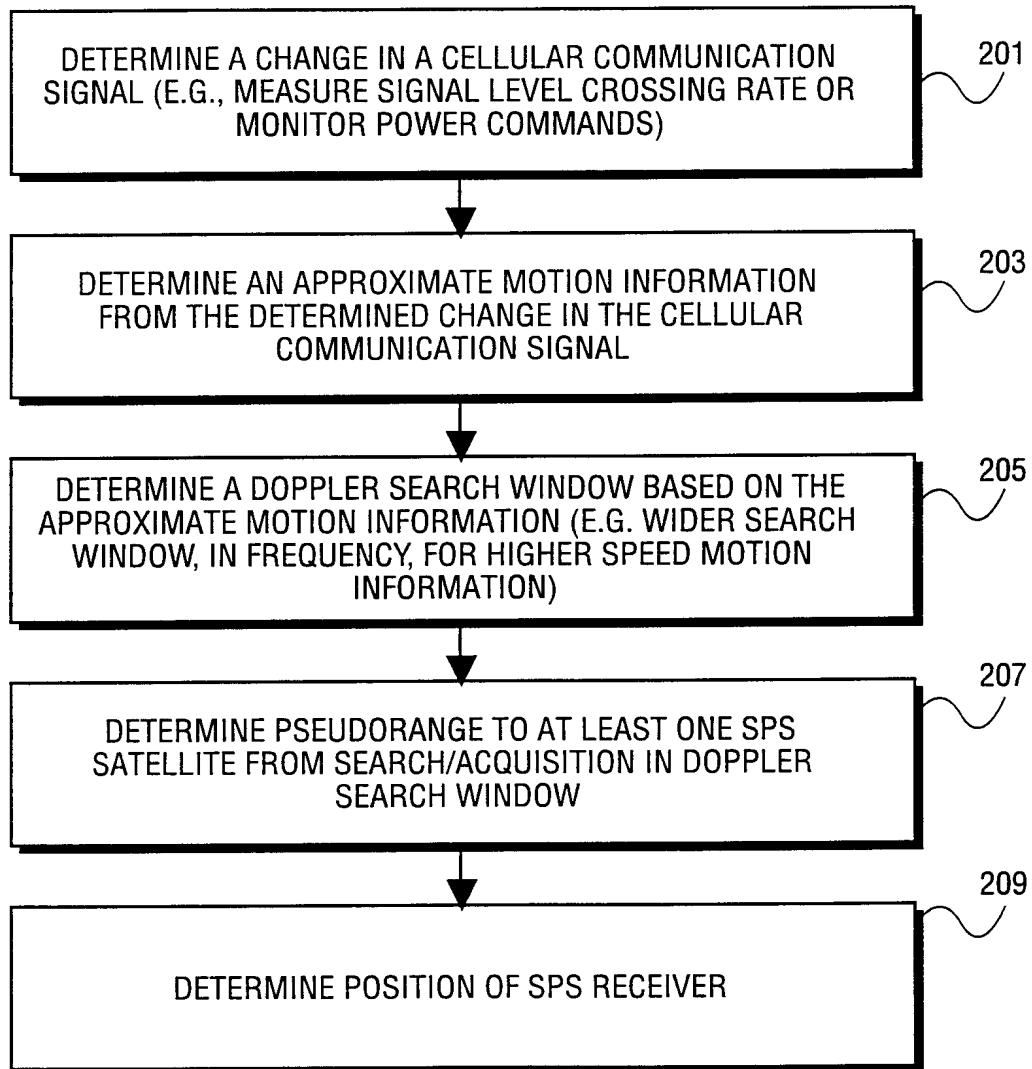 DETERMINE A CHANGE IN A CELLULAR COMMUNICATION
SIGNAL (E.G., MEASURE SIGNAL LEVEL CROSSING RATE OR
MONITOR POWER COMMANDS)
201
DETERMINE AN APPROXIMATE MOTION INFORMATION
FROM THE DETERMINED CHANGE IN THE CELLULAR
COMMUNICATION SIGNAL
203
DETERMINE A DOPPLER SEARCH WINDOW BASED ON THE
APPROXIMATE MOTION INFORMATION (E.G. WIDER SEARCH
WINDOW, IN FREQUENCY, FOR HIGHER SPEED MOTION
INFORMATION)
205
DETERMINE PSEUDORANGE TO AT LEAST ONE SPS
SATELLITE FROM SEARCH/ACQUISITION IN DOPPLER
SEARCH WINDOW
207
DETERMINE POSITION OF SPS RECEIVER
209